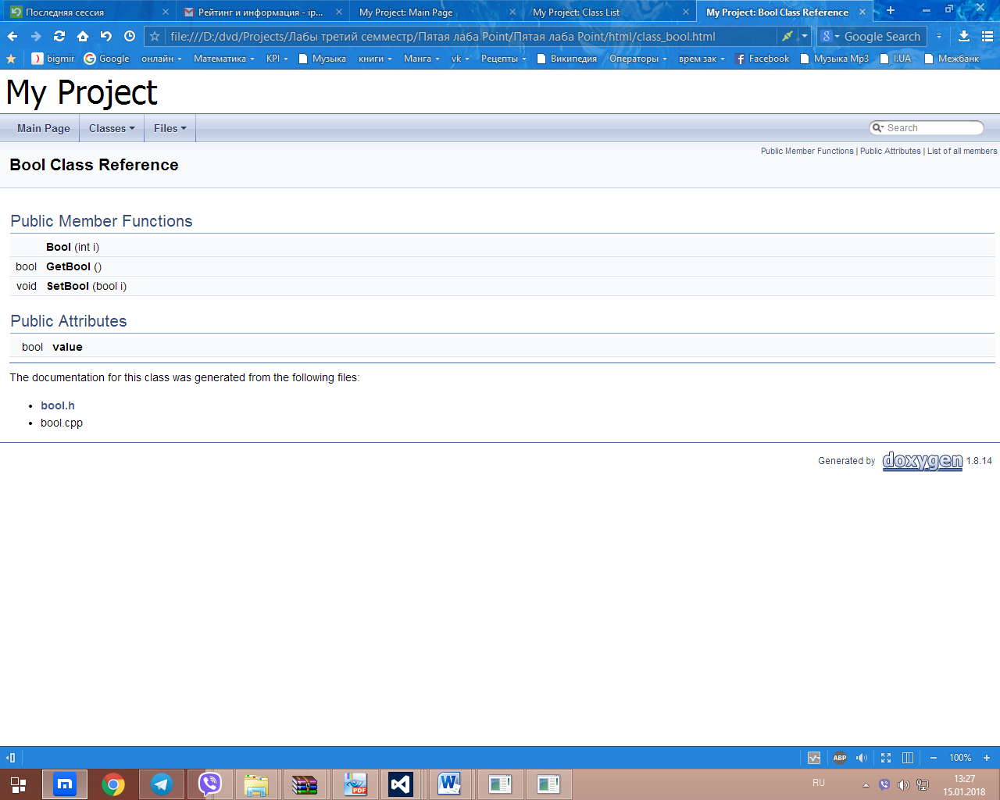 Последняя сессия
Рейтинг и информация - ip...
My Project: Main Page
My Project: Class List
My Project: Bool Class Reference
file:///D:/dvd/Projects/Лабы третий семместр/Пятая лаба Point/Пятая лаба Point/html/class_bool.html
Google Search
bigmir
Google
онлайн
Математика
KPI
Музыка
книги
Манга
vk
Рецепты
Википедия
Операторы
врем зак
Facebook
Музыка Mp3
I.UA
Межбанк
My Project
Main Page
Classes
Files
Search
Public Member Functions | Public Attributes | List of all members
Bool Class Reference
Public Member Functions
Bool (int i)
bool GetBool ()
void SetBool (bool i)
Public Attributes
bool value
The documentation for this class was generated from the following files:
• bool.h
• bool.cpp
Generated by doxygen 1.8.14
ABP
100%
PDF
RU
13:27
15.01.2018